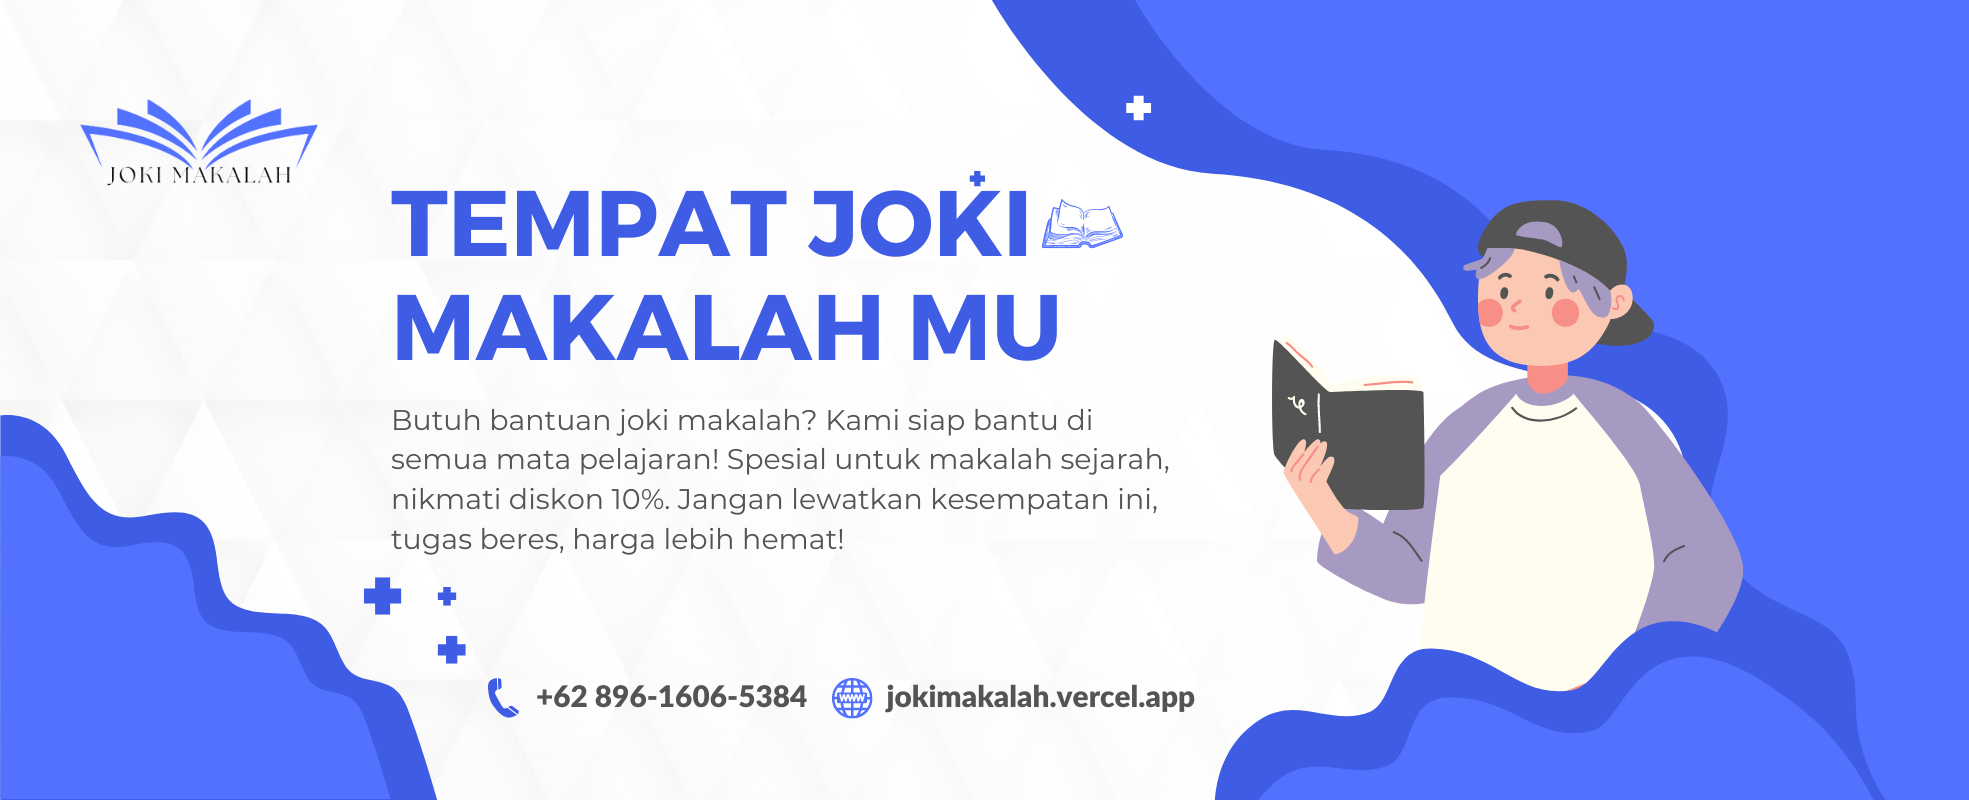 JOKI MAKALAH
TEMPAT JOKI
MAKALAH MU
Butuh bantuan joki makalah? Kami siap bantu di
semua mata pelajaran! Spesial untuk makalah sejarah,
nikmati diskon 10%. Jangan lewatkan kesempatan ini,
tugas beres, harga lebih hemat!
+62 896-1606-5384
WWW
jokimakalah.vercel.app